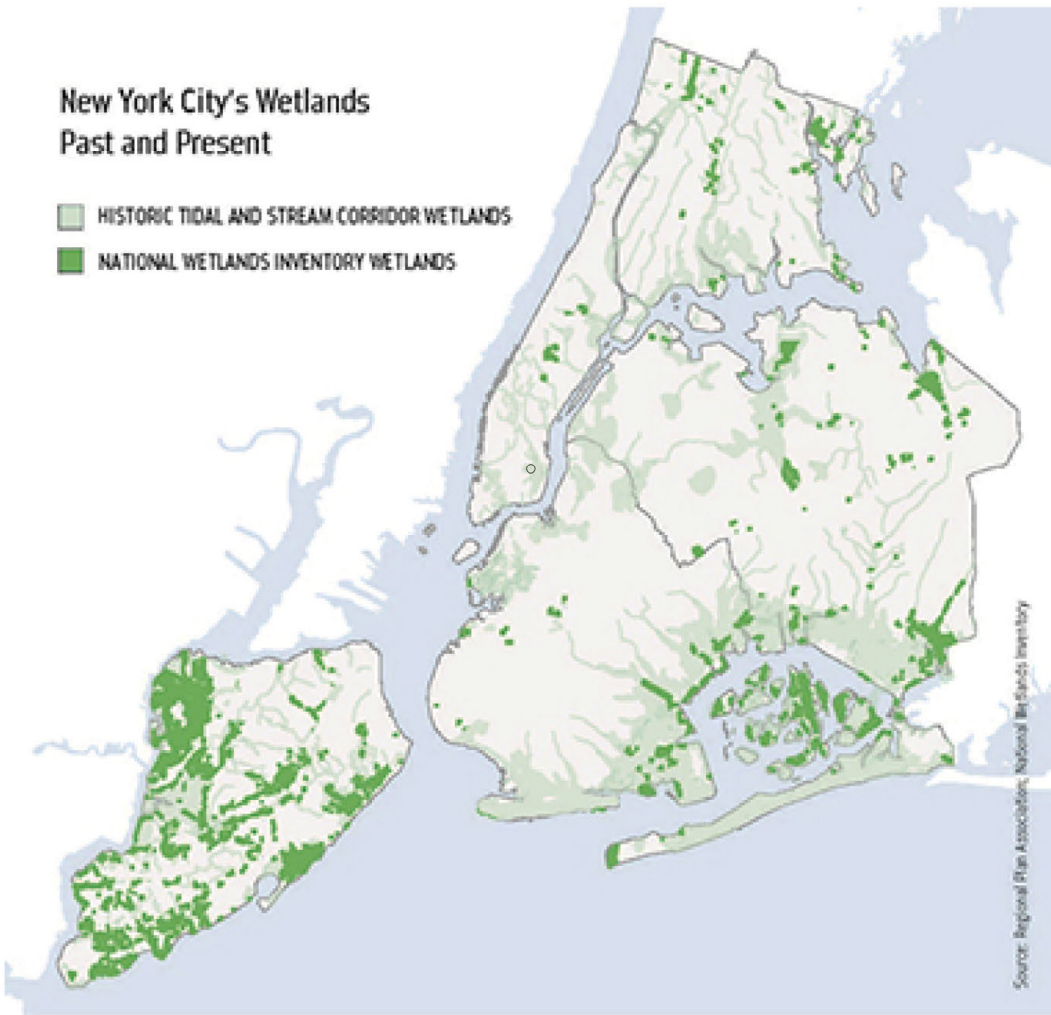 New York City's Wetlands
Past and Present
HISTORIC TIDAL AND STREAM CORRIDOR WETLANDS
NATIONAL WETLANDS INVENTORY WETLANDS
Source: Regional Plan Association, National Wetlands Inventory